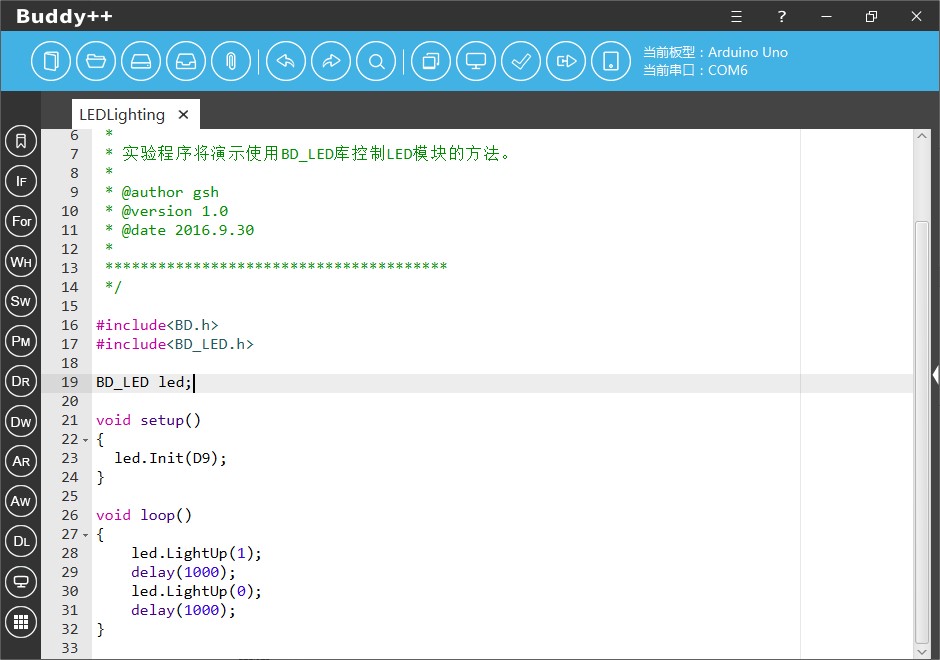 Buddy++
?
当前板型：Arduino Uno
当前串口：COM6
LEDLighting ×
IF
For
WH
SW
PM
DR
DW
AR
AW
DL
6 *
7 * 实验程序将演示使用BD_LED库控制LED模块的方法。
8 *
9 * @author gsh
10 * @version 1.0
11 * @date 2016.9.30
12 *
13 ***************************************
14 */
15
16 #include<BD.h>
17 #include<BD_LED.h>
18
19 BD_LED led;
20
21 void setup()
22 {
23 led.Init(D9);
24 }
25
26 void loop()
27 {
28 led.LightUp(1);
29 delay(1000);
30 led.LightUp(0);
31 delay(1000);
32 }
33